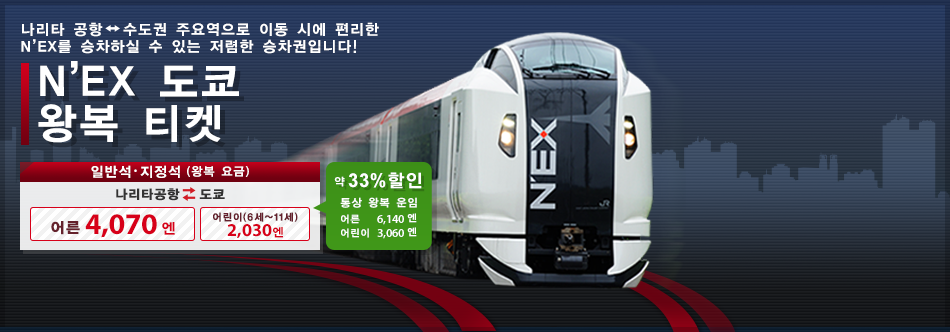 나리타 공항⬌수도권 주요역으로 이동 시에 편리한
N’EX를 승차하실 수 있는 저렴한 승차권입니다!
N’EX 도쿄
왕복 티켓
일반석·지정석 (왕복 요금)
나리타공항 ⇄ 도쿄
어른 4,070 엔
어린이(6세~11세)
2,030엔
약 33%할인
통상 왕복 운임
어른 6,140 엔
어린이 3,060 엔
N'EX
JR